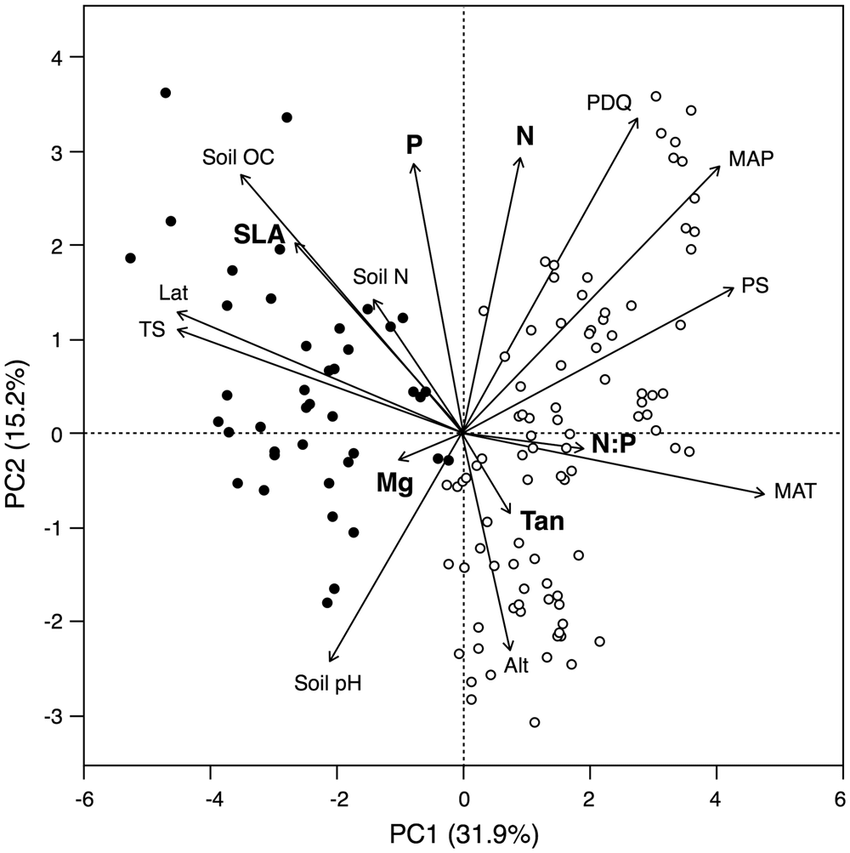 4
3
2
1
0
-1
-2
-3
PC2 (15.2%)
PDQ
P
N
Soil OC
MAP
SLA
Soil N
PS
Lat
TS
N:P
Mg
MAT
Tan
Alt
Soil pH
-6
-4
-2
0
2
4
6
PC1 (31.9%)